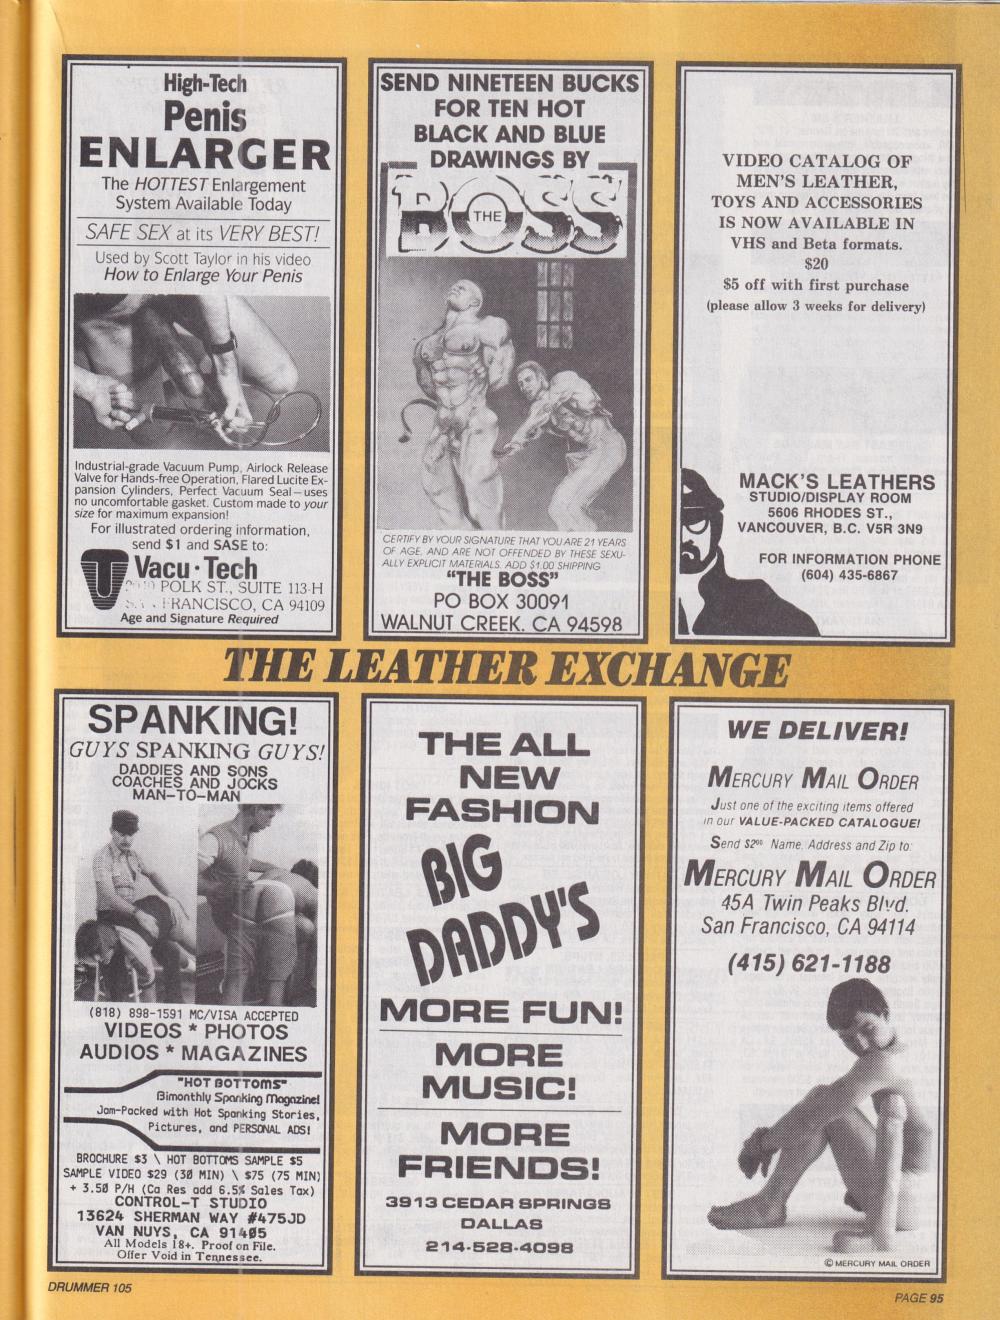 High-Tech
Penis
ENLARGER
The HOTTEST Enlargement
System Available Today
SAFE SEX at its VERY BEST!
Used by Scott Taylor in his video
How to Enlarge Your Penis
Industrial-grade Vacuum Pump, Airlock Release
Valve for Hands-free Operation, Flared Lucite Ex-
pansion Cylinders, Perfect Vacuum Seal — uses
no uncomfortable gasket. Custom made to your
size for maximum expansion!
For illustrated ordering information,
send $1 and SASE to:
Vacu·Tech
POLK ST., SUITE 113-H
FRANCISCO, CA 94109
Age and Signature Required
SEND NINETEEN BUCKS
FOR TEN HOT
BLACK AND BLUE
DRAWINGS BY
THE
BOSS
CERTIFY BY YOUR SIGNATURE THAT YOU ARE 21 YEARS
OF AGE, AND ARE NOT OFFENDED BY THESE SEXU-
ALLY EXPLICIT MATERIALS. ADD $1.00 SHIPPING
"THE BOSS"
PO BOX 30091
WALNUT CREEK. CA 94598
VIDEO CATALOG OF
MEN'S LEATHER,
TOYS AND ACCESSORIES
IS NOW AVAILABLE IN
VHS and Beta formats.
$20
$5 off with first purchase
(please allow 3 weeks for delivery)
MACK'S LEATHERS
STUDIO/DISPLAY ROOM
5606 RHODES ST.,
VANCOUVER, B.C. V5R 3N9
FOR INFORMATION PHONE
(604) 435-6867
THE LEATHER EXCHANGE
SPANKING!
GUYS SPANKING GUYS!
DADDIES AND SONS
COACHES AND JOCKS
MAN-TO-MAN
(818) 898-1591 MC/VISA ACCEPTED
VIDEOS * PHOTOS
AUDIOS * MAGAZINES
"HOT BOTTOMS"
Bimonthly Spanking Magazine!
Jam-Packed with Hot Spanking Stories,
Pictures, and PERSONAL ADS!
BROCHURE $3 \ HOT BOTTOMS SAMPLE $5
SAMPLE VIDEO $29 (30 MIN) \ $75 (75 MIN)
+ 3.50 P/H (Ca Res add 6.5% Sales Tax)
CONTROL-T STUDIO
13624 SHERMAN WAY #475JD
VAN NUYS, CA 91405
All Models 18+. Proof on File.
Offer Void in Tennessee.
THE ALL
NEW
FASHION
BIG
DADDY'S
MORE FUN!
MORE
MUSIC!
MORE
FRIENDS!
3913 CEDAR SPRINGS
DALLAS
214-528-4098
WE DELIVER!
MERCURY MAIL ORDER
Just one of the exciting items offered
in our VALUE-PACKED CATALOGUE!
Send $2⁰⁰ Name, Address and Zip to:
MERCURY MAIL ORDER
45A Twin Peaks Blvd.
San Francisco, CA 94114
(415) 621-1188
© MERCURY MAIL ORDER
DRUMMER 105
PAGE 95